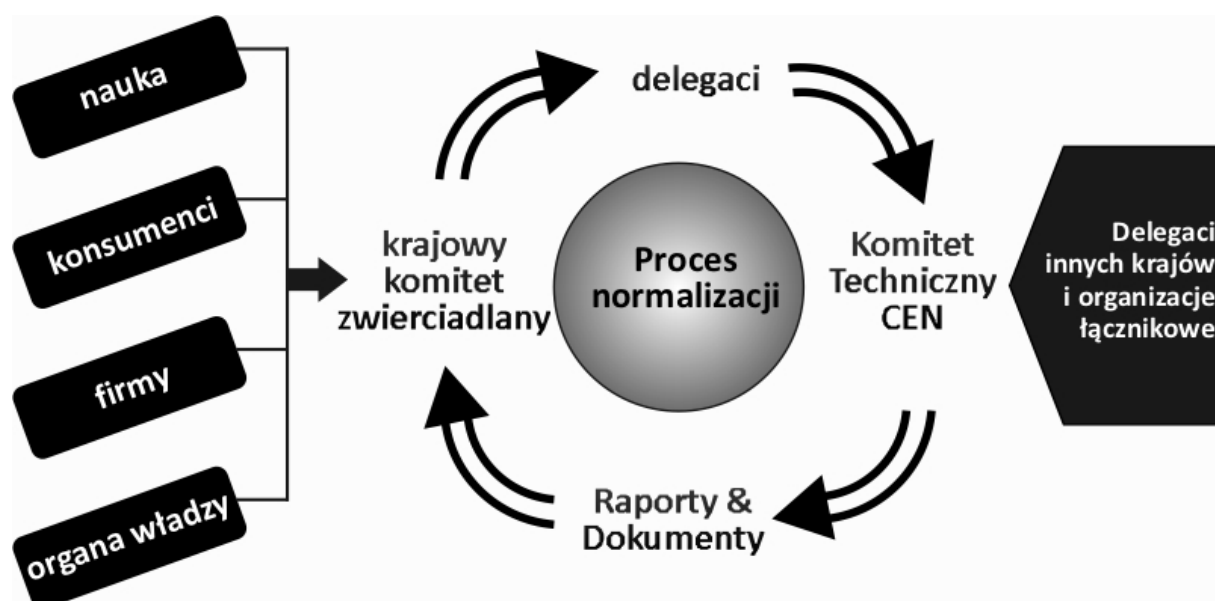 nauka
konsumenci
firmy
organa władzy
krajowy
komitet
zwierciadlany
delegaci
Proces
normalizacji
Komitet
Techniczny
CEN
Raporty &
Dokumenty
Delegaci
innych krajów
i organizacje
łącznikowe